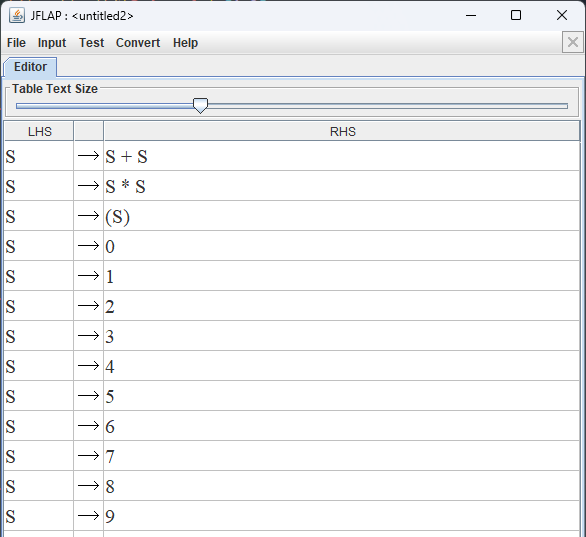 JFLAP : <untitled2>
File Input Test Convert Help
Editor
Table Text Size
LHS RHS
S → S + S
S → S * S
S → (S)
S → 0
S → 1
S → 2
S → 3
S → 4
S → 5
S → 6
S → 7
S → 8
S → 9